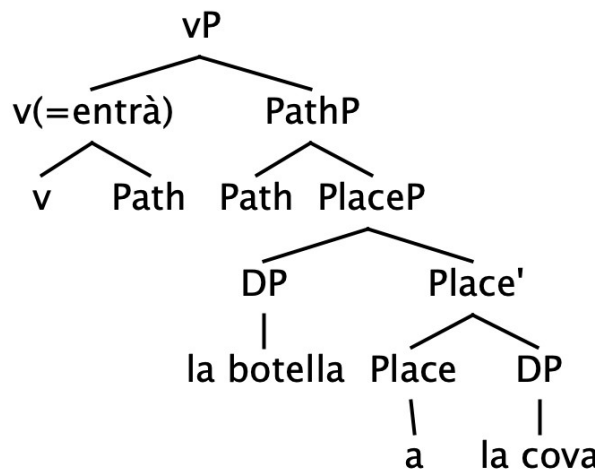 vP
v(=entrà) PathP
v Path Path PlaceP
DP Place'
la botella Place DP
a la cova